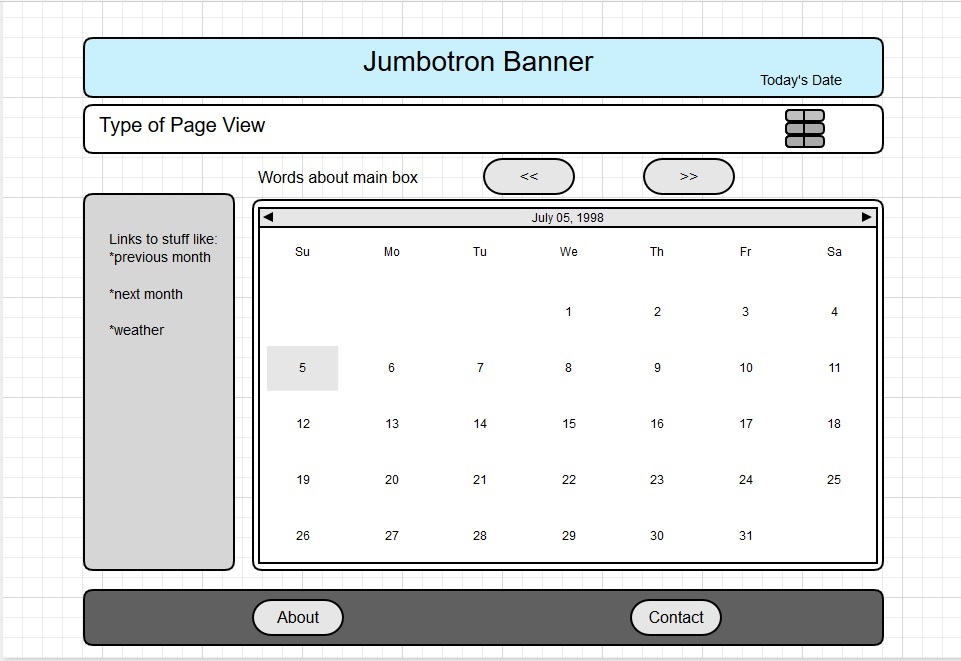 Jumbotron Banner
Today's Date
Type of Page View
Words about main box
<<
>>
Links to stuff like:
*previous month
*next month
*weather
July 05, 1998
Su Mo Tu We Th Fr Sa
1 2 3 4
5 6 7 8 9 10 11
12 13 14 15 16 17 18
19 20 21 22 23 24 25
26 27 28 29 30 31
About
Contact